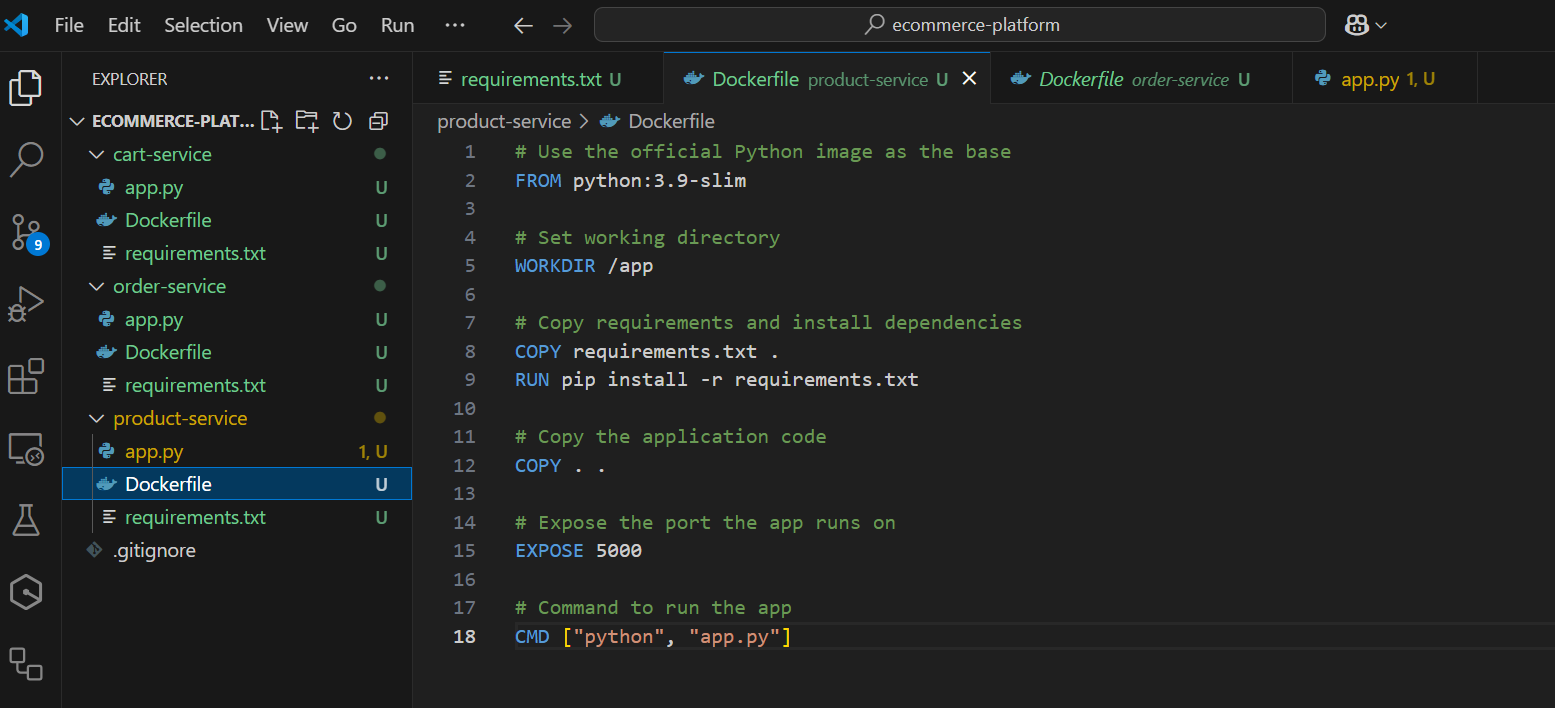 File Edit Selection View Go Run ··· ecommerce-platform
EXPLORER ···
ECOMMERCE-PLAT...
cart-service
app.py U
Dockerfile U
requirements.txt U
order-service
app.py U
Dockerfile U
requirements.txt U
product-service
app.py 1, U
Dockerfile U
requirements.txt U
.gitignore
9
requirements.txt U Dockerfile product-service U Dockerfile order-service U app.py 1, U
product-service > Dockerfile
1 # Use the official Python image as the base
2 FROM python:3.9-slim
3
4 # Set working directory
5 WORKDIR /app
6
7 # Copy requirements and install dependencies
8 COPY requirements.txt .
9 RUN pip install -r requirements.txt
10
11 # Copy the application code
12 COPY . .
13
14 # Expose the port the app runs on
15 EXPOSE 5000
16
17 # Command to run the app
18 CMD ["python", "app.py"]